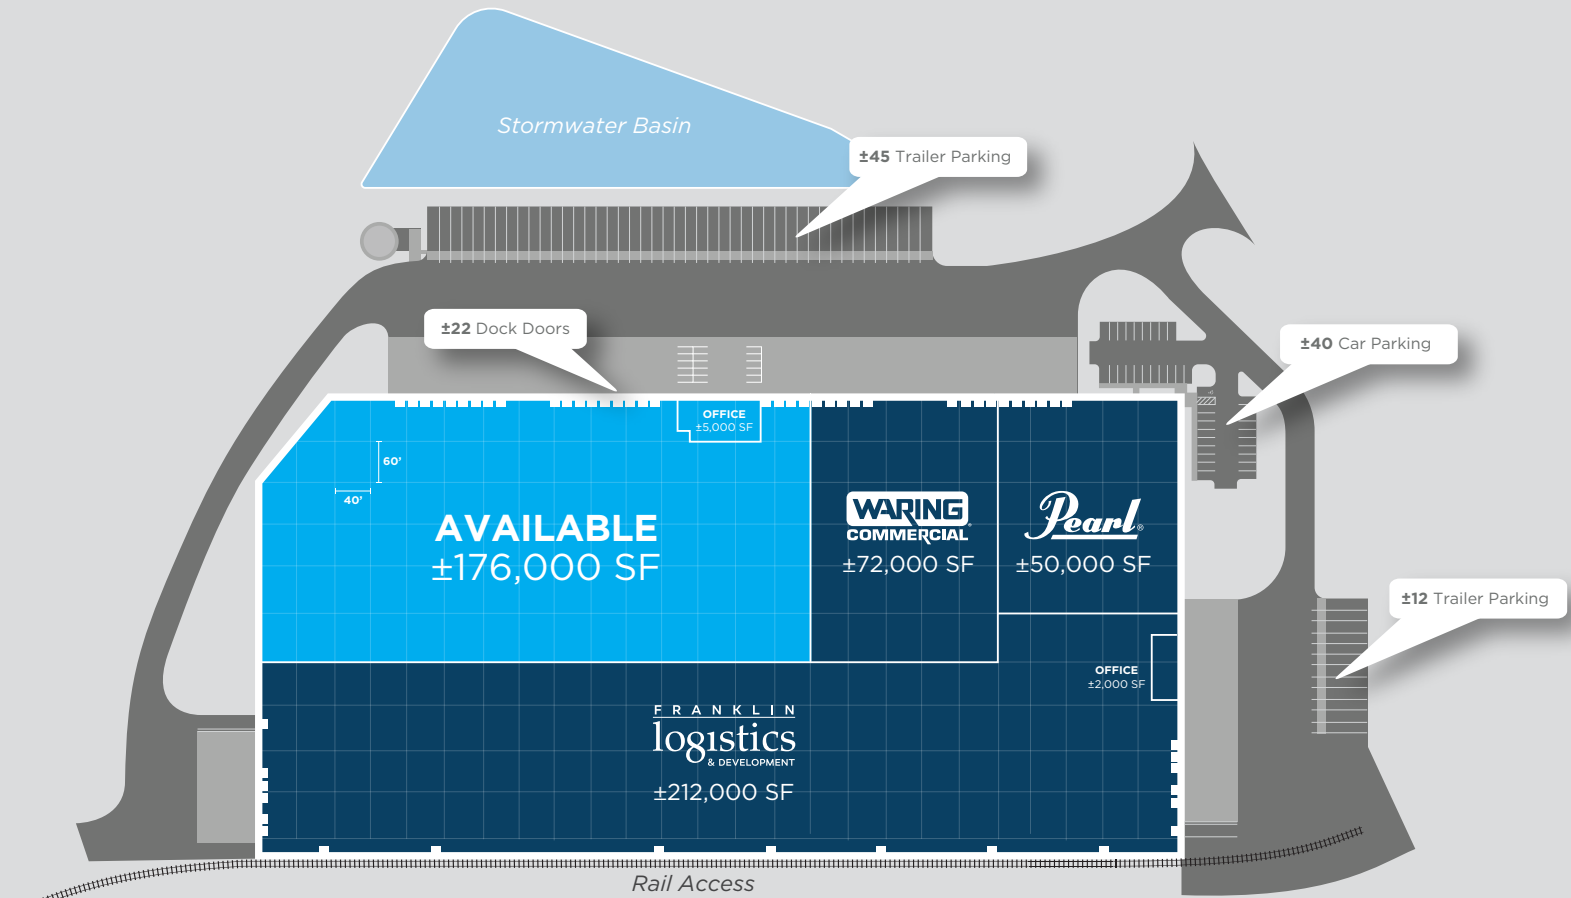 Stormwater Basin
±45 Trailer Parking
±22 Dock Doors
±40 Car Parking
OFFICE
±5,000 SF
60'
40'
AVAILABLE
±176,000 SF
WARING
COMMERCIAL®
±72,000 SF
Pearl®
±50,000 SF
±12 Trailer Parking
OFFICE
±2,000 SF
FRANKLIN
logistics
& DEVELOPMENT
±212,000 SF
Rail Access